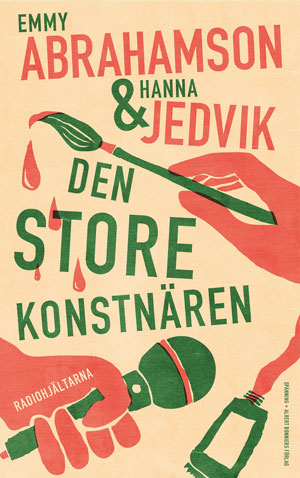 EMMY
ABRAHAMSON
& HANNA
JEDVIK
DEN
STORE
KONSTNÄREN
RADIOHJÄLTARNA
SPÄNNING • ALBERT BONNIERS FÖRLAG